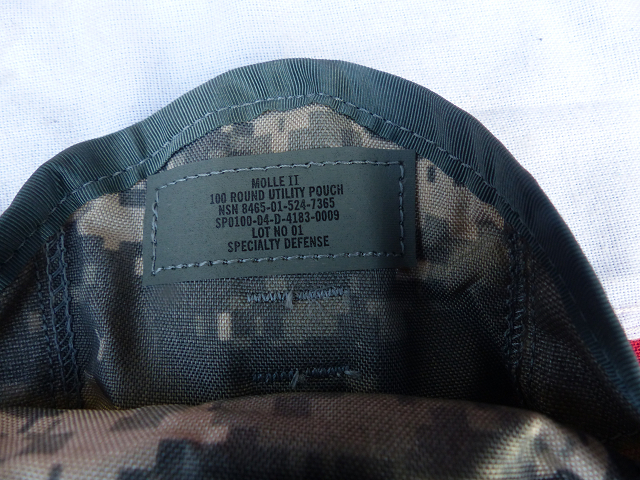 MOLLE II
100 ROUND UTILITY POUCH
NSN 8465-01-524-7365
SP0100-04-D-4183-0009
LOT NO 01
SPECIALTY DEFENSE